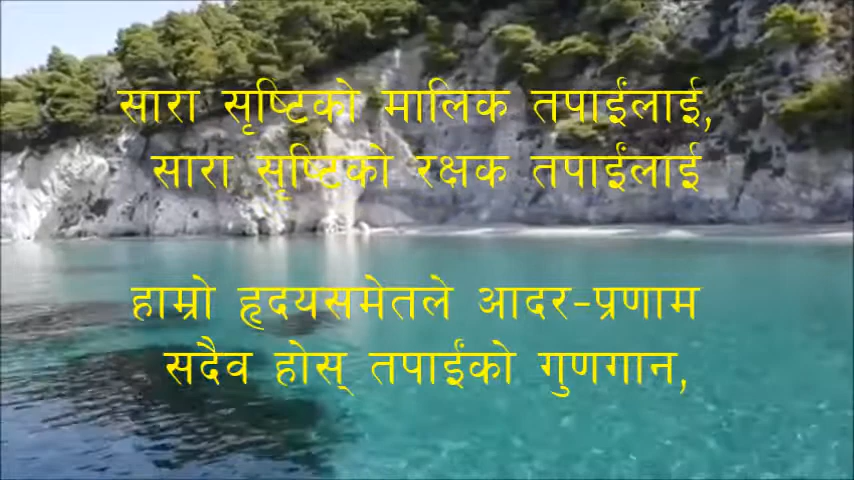 सारा सृष्टिको मालिक तपाईंलाई,
सारा सृष्टिको रक्षक तपाईंलाई
हाम्रो हृदयसमेतले आदर-प्रणाम
सदैव होस् तपाईंको गुणगान,